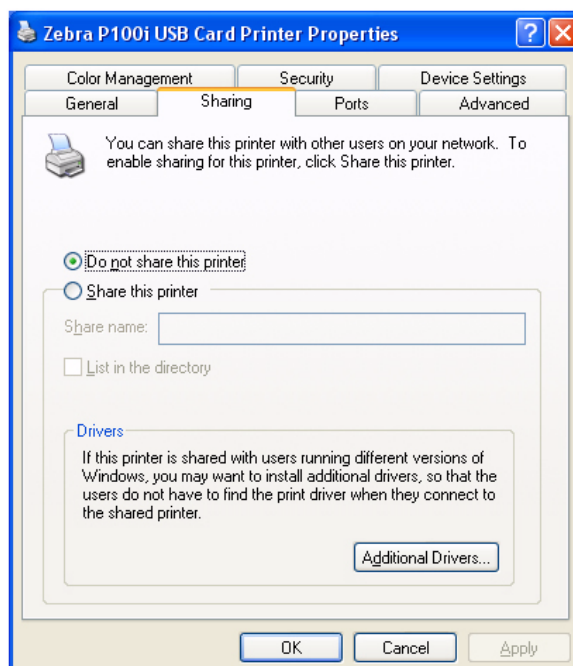 Zebra P100i USB Card Printer Properties
Color Management Security Device Settings
General Sharing Ports Advanced
You can share this printer with other users on your network. To
enable sharing for this printer, click Share this printer.
Do not share this printer
Share this printer
Share name:
List in the directory
Drivers
If this printer is shared with users running different versions of
Windows, you may want to install additional drivers, so that the
users do not have to find the print driver when they connect to
the shared printer.
Additional Drivers...
OK Cancel Apply